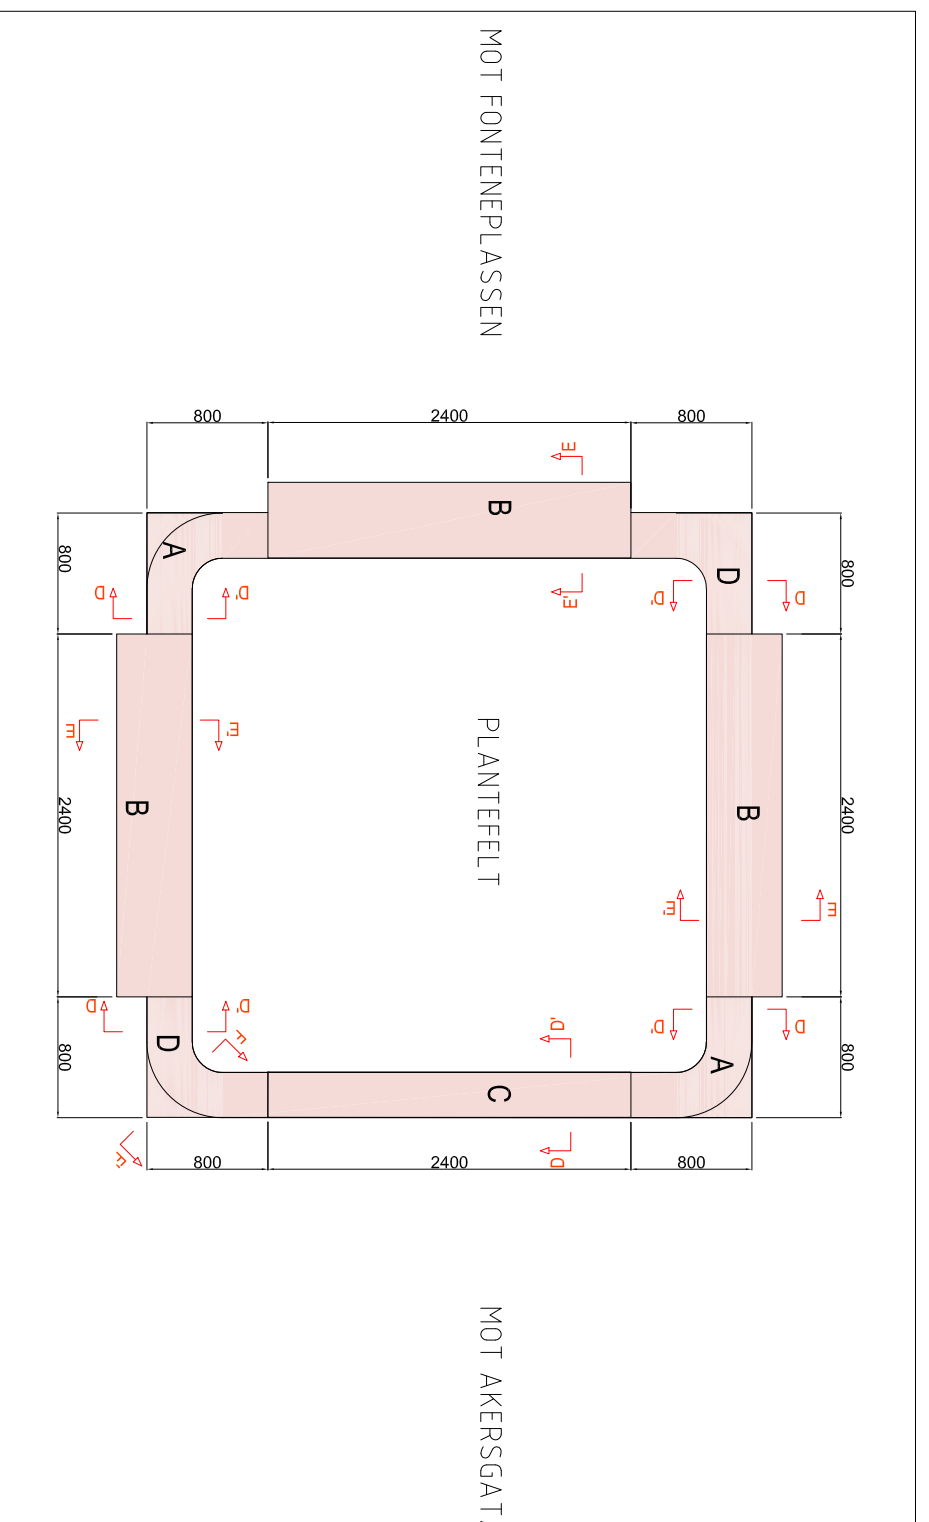 MOT FONTENEPLASSEN
800
2400
800
E
B
A
D
800
800
D
D'
E'
D'
D
E
E'
PLANTEFELT
B
B
2400
2400
E'
E
D
D'
D'
D
D
F
D'
A
800
800
C
F'
D
800
2400
800
MOT AKERSGAT.